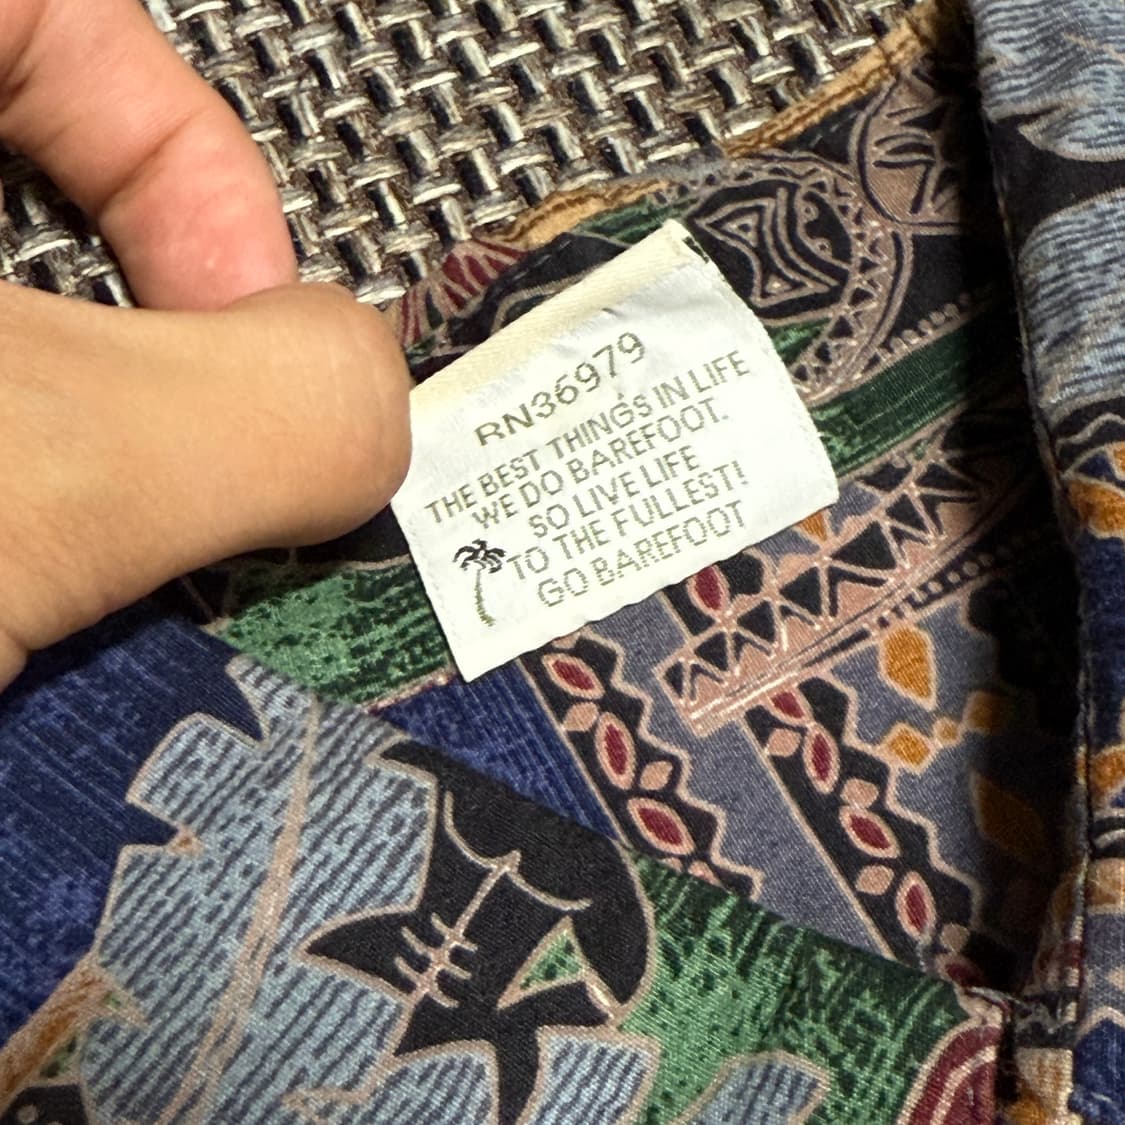 RN36979
THE BEST THINGS IN LIFE
WE DO BAREFOOT.
SO LIVE LIFE
TO THE FULLEST!
GO BAREFOOT